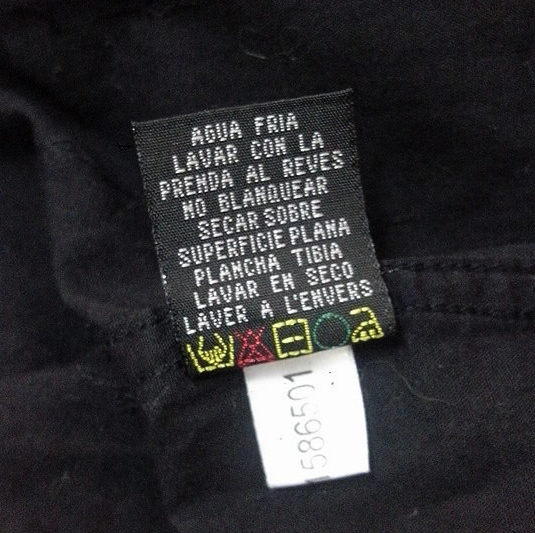 AGUA FRIA
LAVAR CON LA
PRENDA AL REVES
NO BLANQUEAR
SECAR SOBRE
SUPERFICIE PLANA
PLANCHA TIBIA
LAVAR EN SECO
LAVER A L'ENVERS
586501